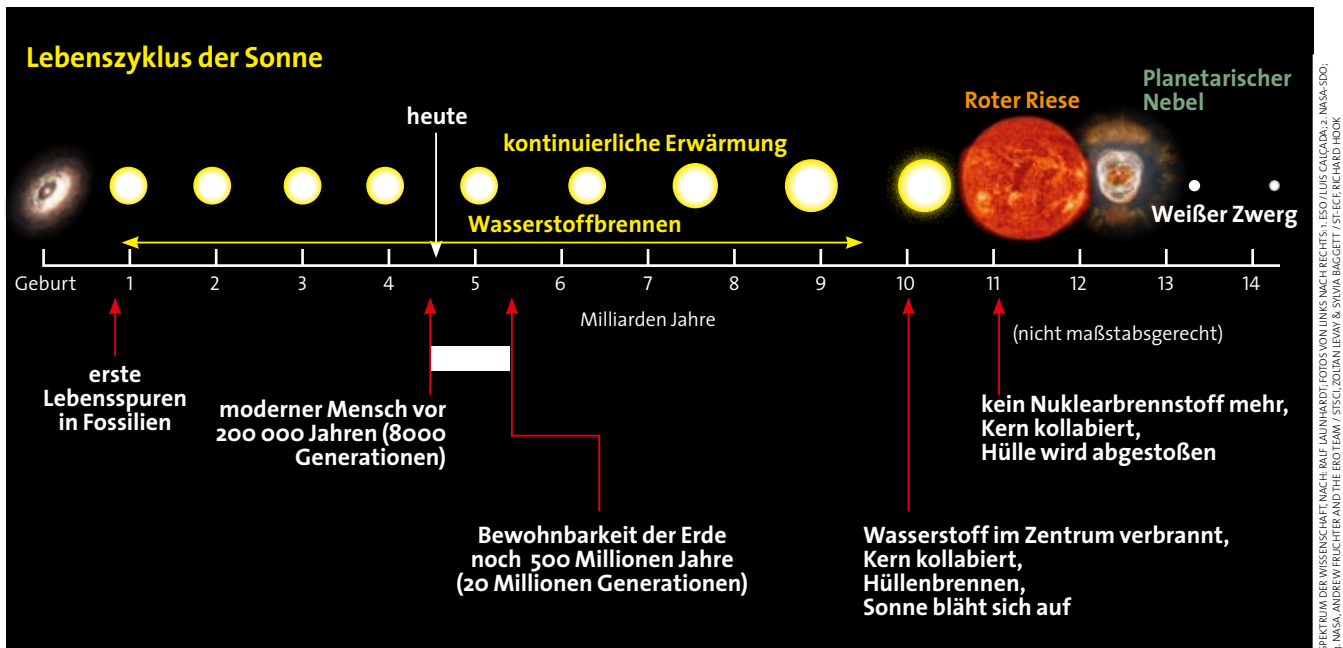 Lebenszyklus der Sonne
heute
kontinuierliche Erwärmung
Wasserstoffbrennen
Roter Riese
Planetarischer
Nebel
Weißer Zwerg
Geburt 1 2 3 4 5 6 7 8 9 10 11 12 13 14
Milliarden Jahre
(nicht maßstabsgerecht)
erste
Lebensspuren
in Fossilien
moderner Mensch vor
200 000 Jahren (8000
Generationen)
Bewohnbarkeit der Erde
noch 500 Millionen Jahre
(20 Millionen Generationen)
kein Nuklearbrennstoff mehr,
Kern kollabiert,
Hülle wird abgestoßen
Wasserstoff im Zentrum verbrannt,
Kern kollabiert,
Hüllenbrennen,
Sonne bläht sich auf
SPEKTRUM DER WISSENSCHAFT, NACH: RALF LAUNHARDT; FOTOS VON LINKS NACH RECHTS: 1. ESO / LUIS CALCADA; 2. NASA-SDO;
3. NASA, ANDREW FRUCHTER AND THE ERO TEAM / STSCI, ZOLTAN LEVAY & SYLVIA BAGGETT / ST-ECF, RICHARD HOOK